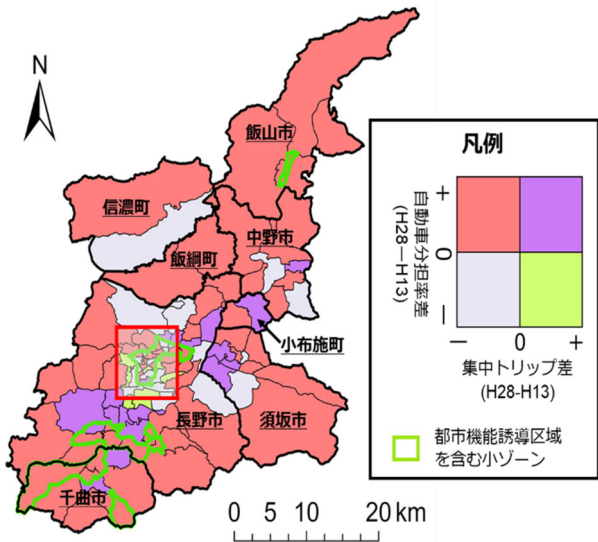 N
飯山市
信濃町
中野市
飯綱町
小布施町
長野市
須坂市
千曲市
0 5 10 20 km
凡例
自動車分担率差
(H28－H13)
＋
0
－
－ 0 ＋
集中トリップ差
(H28-H13)
都市機能誘導区域
を含む小ゾーン